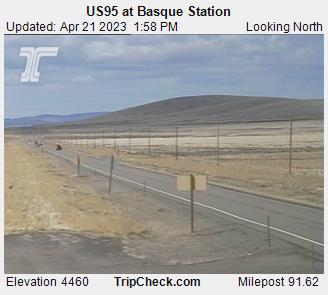 US95 at Basque Station
Updated: Apr 21 2023 1:58 PM Looking North
Elevation 4460 TripCheck.com Milepost 91.62